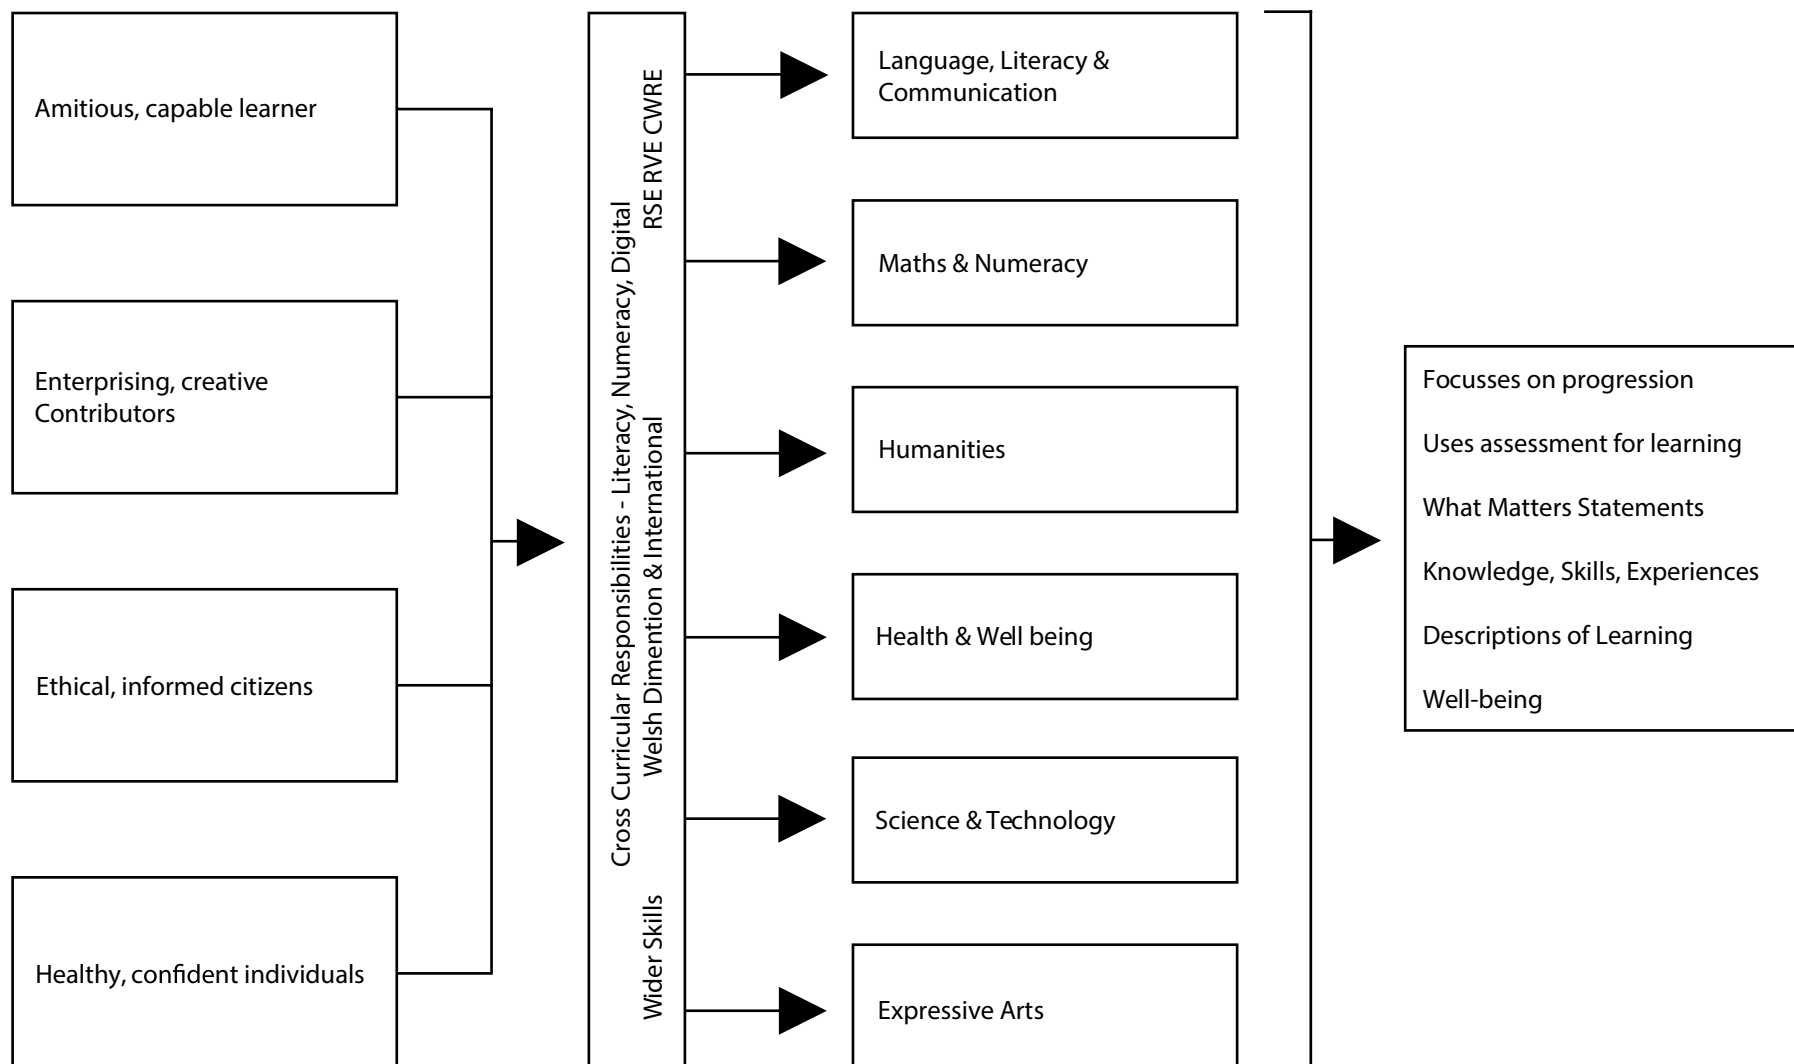 Amitious, capable learner
Enterprising, creative
Contributors
Ethical, informed citizens
Healthy, confident individuals
Cross Curricular Responsibilities - Literacy, Numeracy, Digital
Wider Skills
Welsh Dimention & International
RSE RVE CWRE
Language, Literacy &
Communication
Maths & Numeracy
Humanities
Health & Well being
Science & Technology
Expressive Arts
Focusses on progression
Uses assessment for learning
What Matters Statements
Knowledge, Skills, Experiences
Descriptions of Learning
Well-being